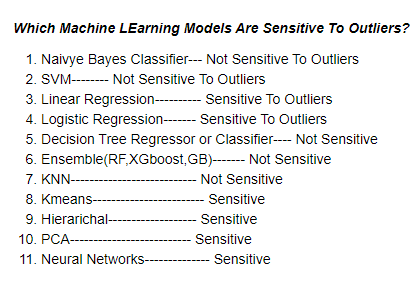 Which Machine LEarning Models Are Sensitive To Outliers?
1. Naivye Bayes Classifier--- Not Sensitive To Outliers
2. SVM-------- Not Sensitive To Outliers
3. Linear Regression---------- Sensitive To Outliers
4. Logistic Regression------- Sensitive To Outliers
5. Decision Tree Regressor or Classifier---- Not Sensitive
6. Ensemble(RF,XGboost,GB)------- Not Sensitive
7. KNN--------------------------- Not Sensitive
8. Kmeans------------------------ Sensitive
9. Hierarichal------------------- Sensitive
10. PCA-------------------------- Sensitive
11. Neural Networks-------------- Sensitive